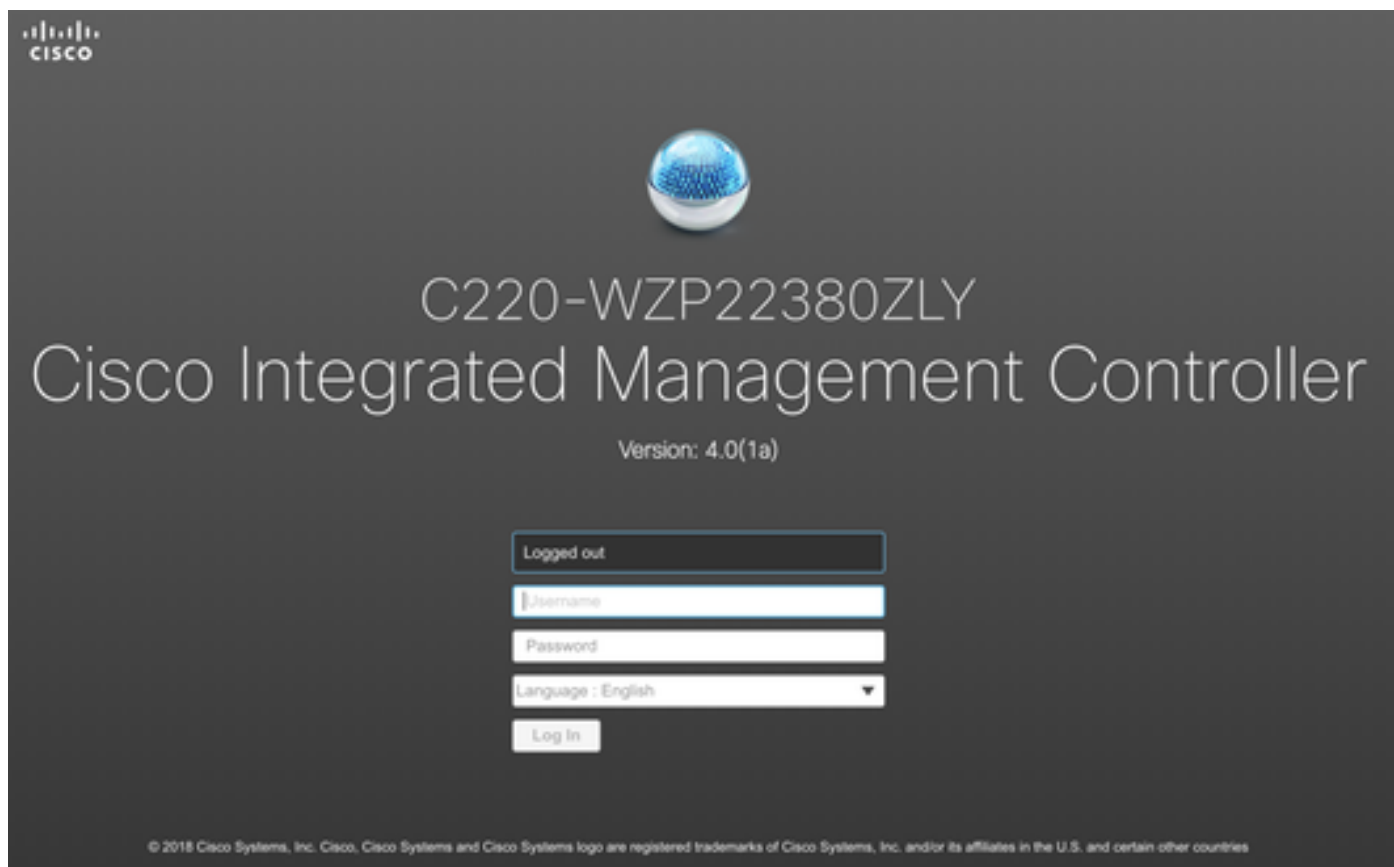 CISCO
C220-WZP22380ZLY
Cisco Integrated Management Controller
Version: 4.0(1a)
Logged out
Username
Password
Language : English
Log In
© 2018 Cisco Systems, Inc. Cisco, Cisco Systems and Cisco Systems logo are registered trademarks of Cisco Systems, Inc. and/or its affiliates in the U.S. and certain other countries